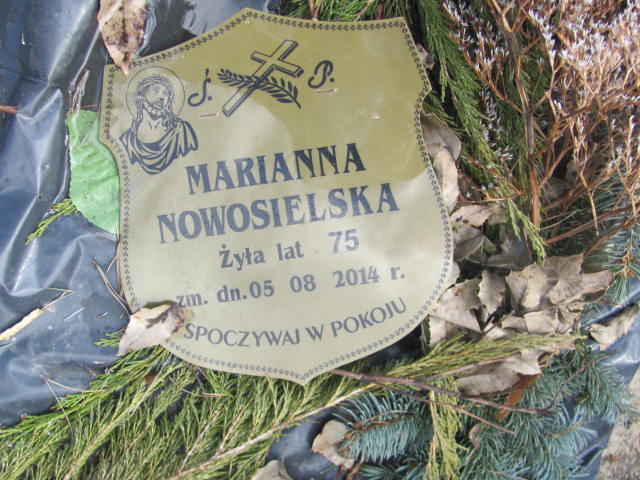 Ś. P.
MARIANNA
NOWOSIELSKA
Żyła lat 75
zm. dn. 05 08 2014 r.
SPOCZYWAJ W POKOJU